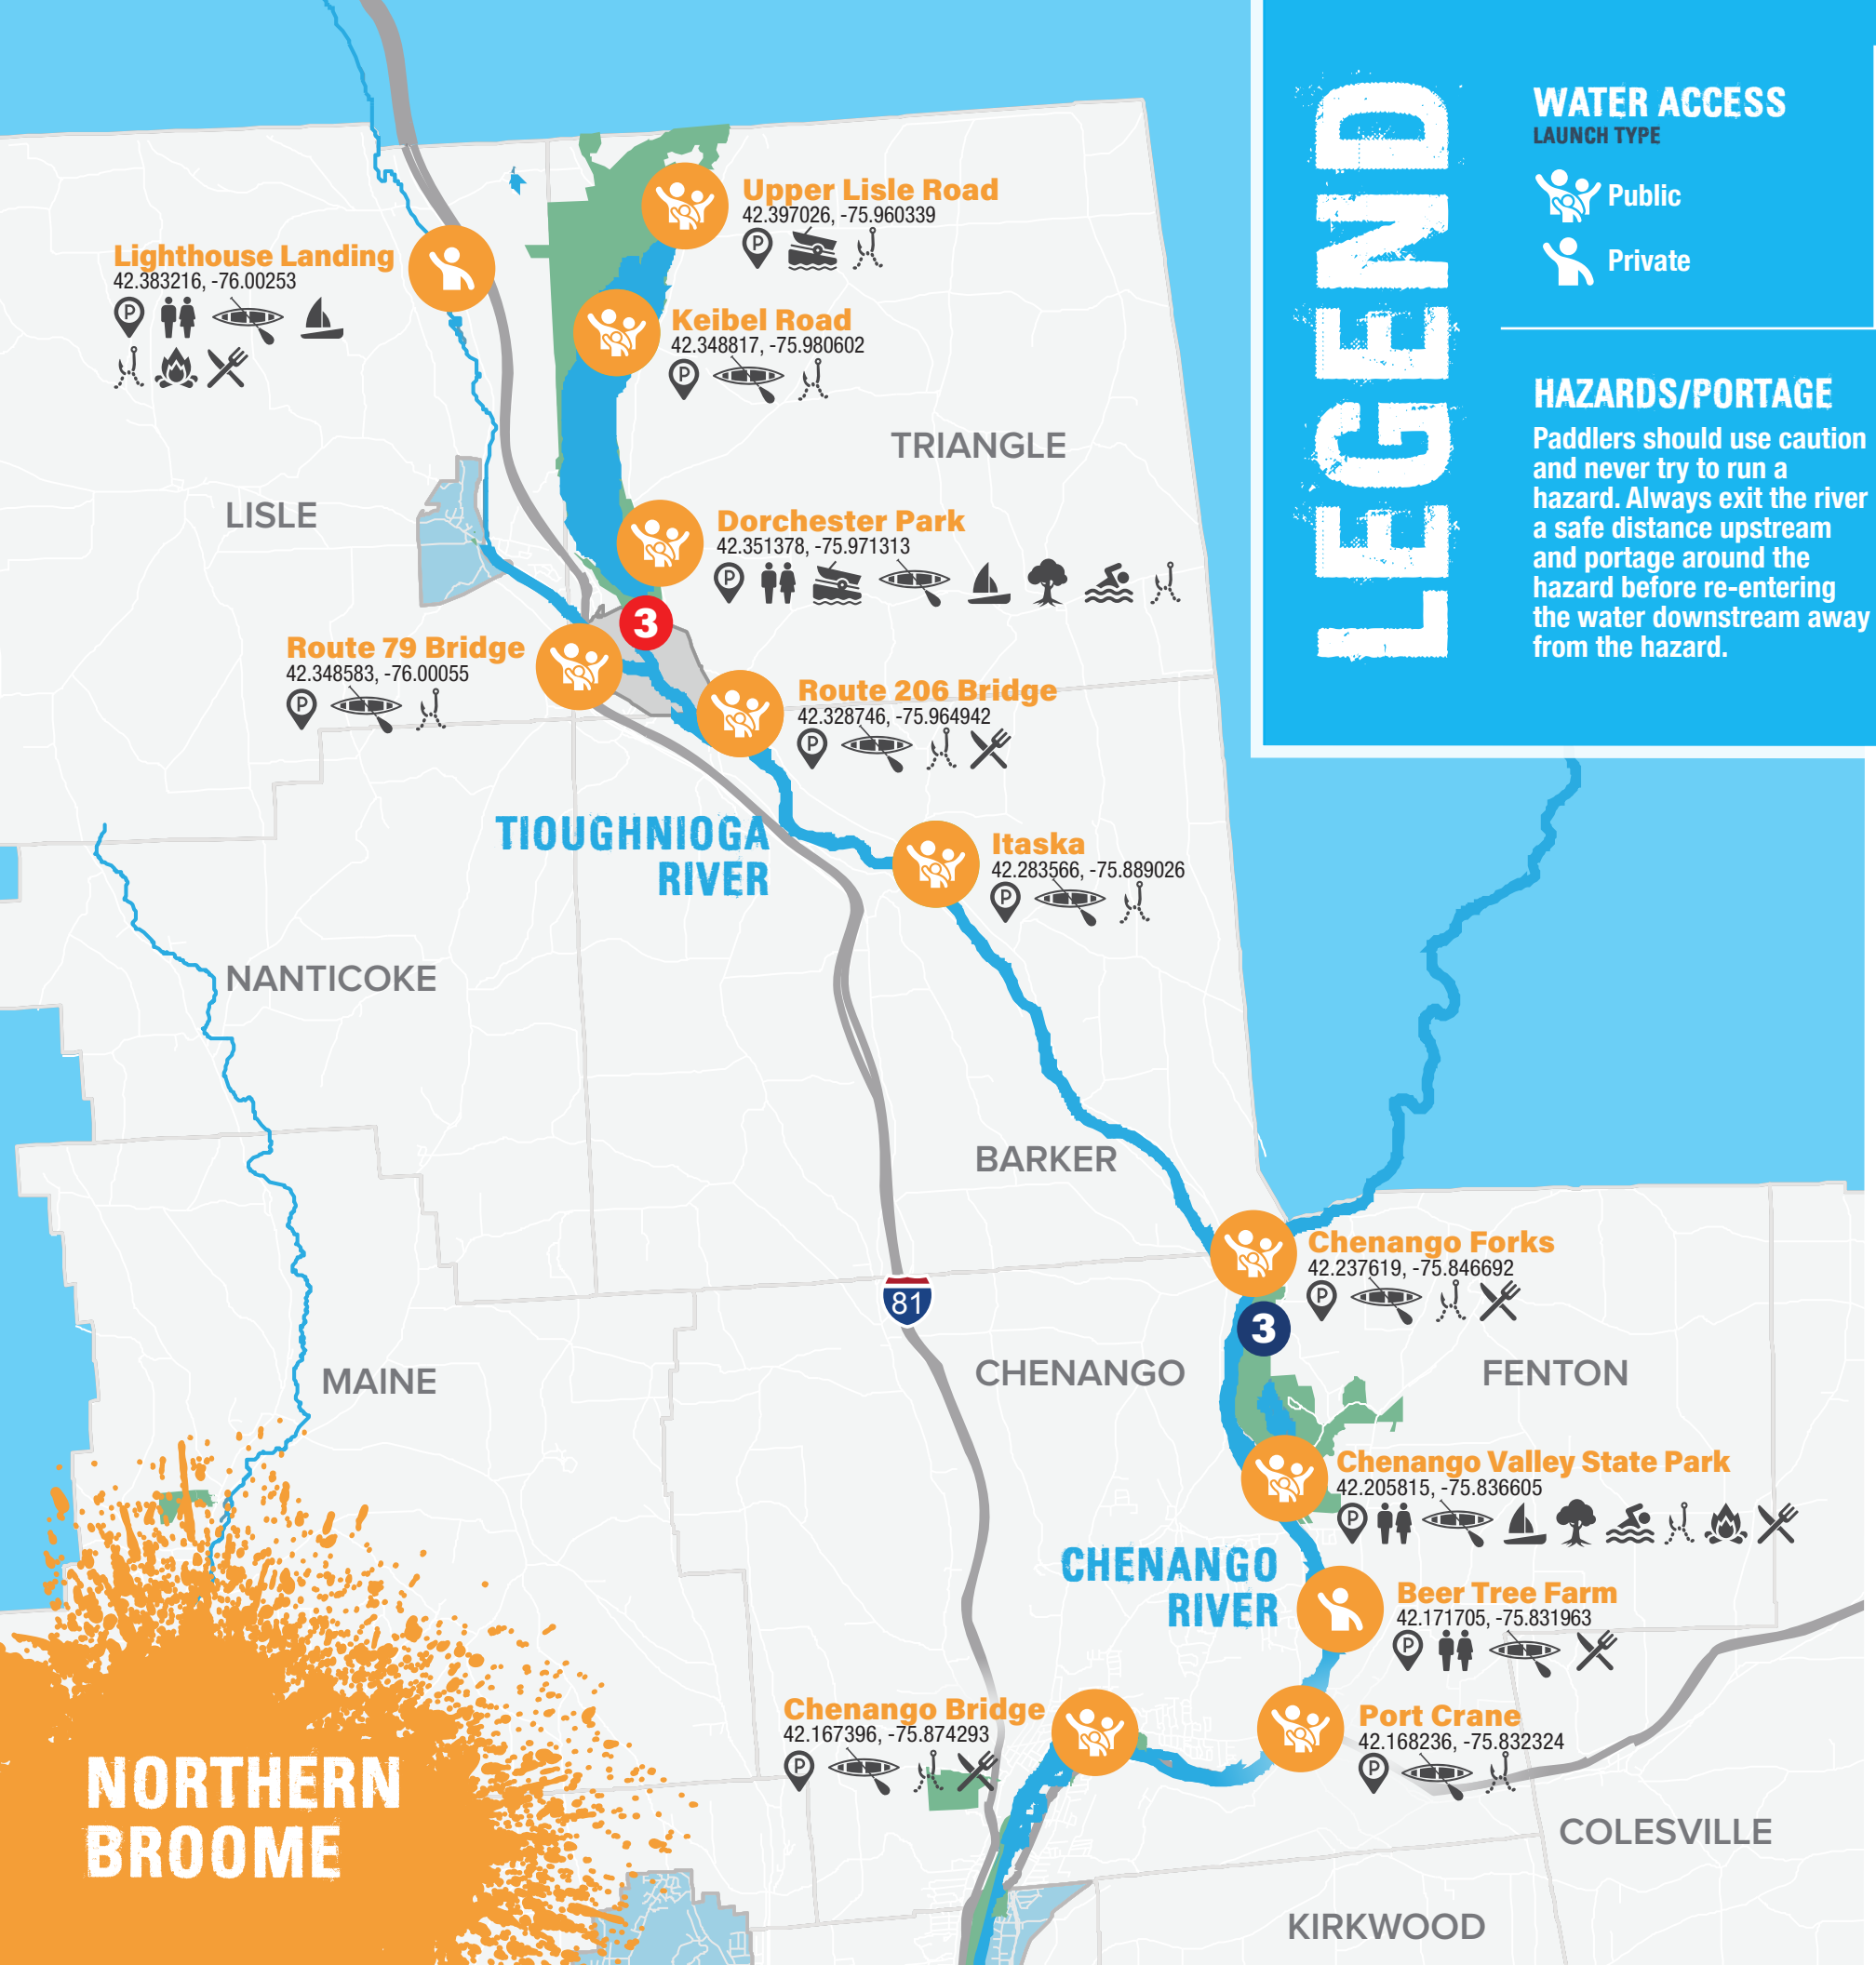 LEGEND
WATER ACCESS
LAUNCH TYPE
Public
Private
HAZARDS/PORTAGE
Paddlers should use caution
and never try to run a
hazard. Always exit the river
a safe distance upstream
and portage around the
hazard before re-entering
the water downstream away
from the hazard.
Upper Lisle Road
42.397026, -75.960339
P
Lighthouse Landing
42.383216, -76.00253
P
Keibel Road
42.348817, -75.980602
P
TRIANGLE
LISLE
Dorchester Park
42.351378, -75.971313
P
3
Route 79 Bridge
42.348583, -76.00055
P
Route 206 Bridge
42.328746, -75.964942
P
TIOUGHNIOGA
RIVER
Itaska
42.283566, -75.889026
P
NANTICOKE
BARKER
Chenango Forks
42.237619, -75.846692
P
81
3
MAINE
CHENANGO
FENTON
Chenango Valley State Park
42.205815, -75.836605
P
CHENANGO
RIVER
Beer Tree Farm
42.171705, -75.831963
P
Chenango Bridge
42.167396, -75.874293
P
Port Crane
42.168236, -75.832324
P
NORTHERN
BROOME
COLESVILLE
KIRKWOOD